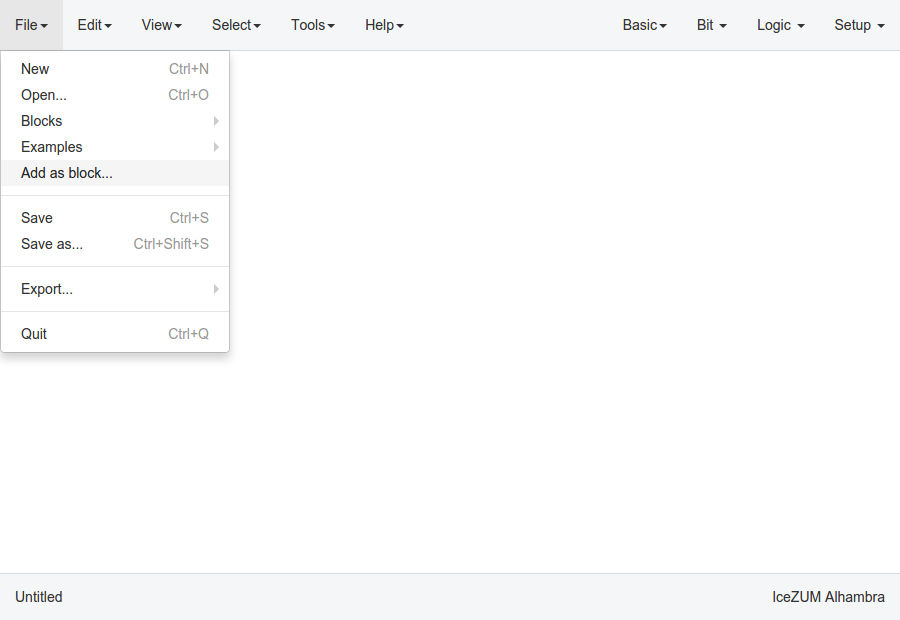 File Edit View Select Tools Help Basic Bit Logic Setup
New Ctrl+N
Open... Ctrl+O
Blocks
Examples
Add as block...
Save Ctrl+S
Save as... Ctrl+Shift+S
Export...
Quit Ctrl+Q
Untitled IceZUM Alhambra